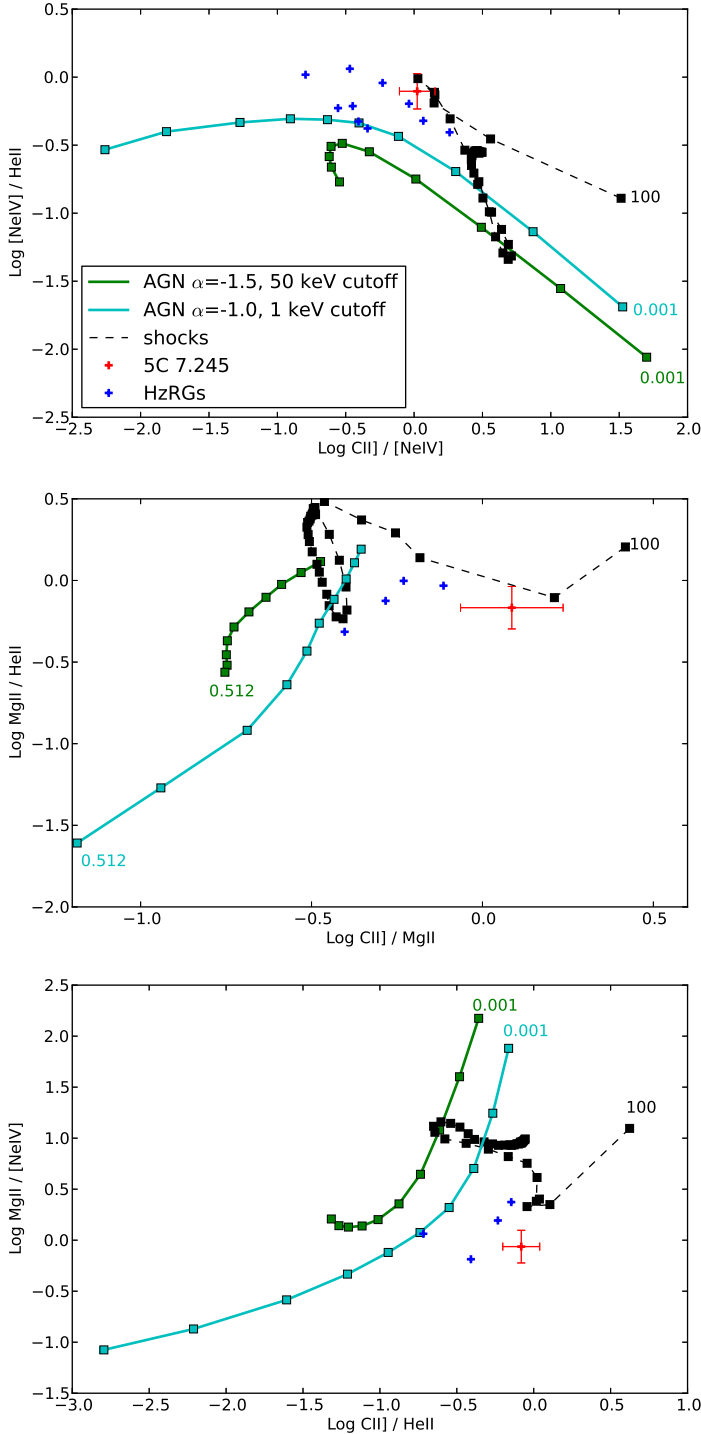 0.5
0.0
−0.5
−1.0
−1.5
−2.0
−2.5
Log [NeIV] / HeII
100
AGN α=-1.5, 50 keV cutoff
AGN α=-1.0, 1 keV cutoff
shocks
5C 7.245
HzRGs
0.001
0.001
−2.5 −2.0 −1.5 −1.0 −0.5 0.0 0.5 1.0 1.5 2.0
Log CII] / [NeIV]
0.5
0.0
−0.5
−1.0
−1.5
−2.0
Log MgII / HeII
100
0.512
0.512
−1.0 −0.5 0.0 0.5
Log CII] / MgII
2.5
2.0
1.5
1.0
0.5
0.0
−0.5
−1.0
−1.5
Log MgII / [NeIV]
0.001
0.001
100
−3.0 −2.5 −2.0 −1.5 −1.0 −0.5 0.0 0.5 1.0
Log CII] / HeII